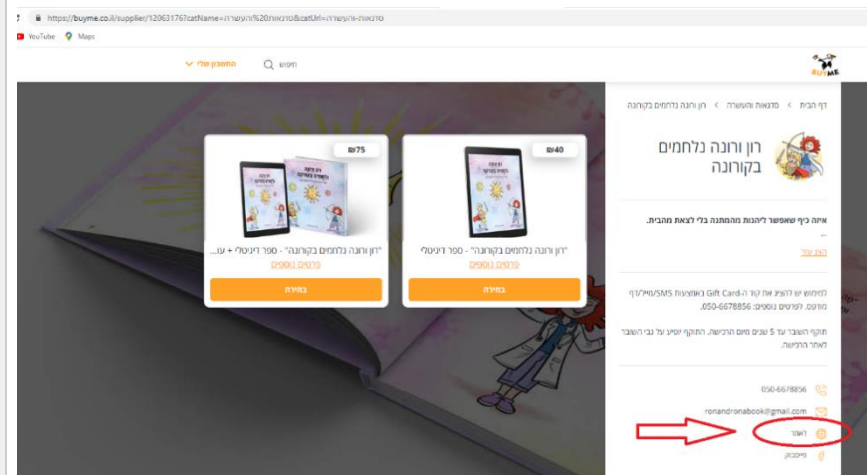 https://buyme.co.il/supplier/12063176?catName=סדנאות%20והעשרה&catUrl=סדנאות-והעשרה
YouTube Maps
החשבון שלי
חיפוש
BUYME
דף הבית > סדנאות והעשרה > רון ורונה נלחמים בקורונה
רון ורונה נלחמים
בקורונה
איזה כיף שאפשר ליהנות מהמתנה בלי לצאת מהבית.
...
הצג עוד
למימוש יש להציג את קוד ה-Gift Card באמצעות SMS/מייל/דף
מודפס. לפרטים נוספים: 050-6678856.
תוקף השובר עד 5 שנים מיום הרכישה. התוקף יופיע על גבי השובר
לאחר הרכישה.
050-6678856
ronandronabook@gmail.com
לאתר
פייסבוק
₪40
"רון ורונה נלחמים בקורונה" - ספר דיגיטלי
פרטים נוספים
בחירה
₪75
"רון ורונה נלחמים בקורונה" - ספר דיגיטלי + עו...
פרטים נוספים
בחירה